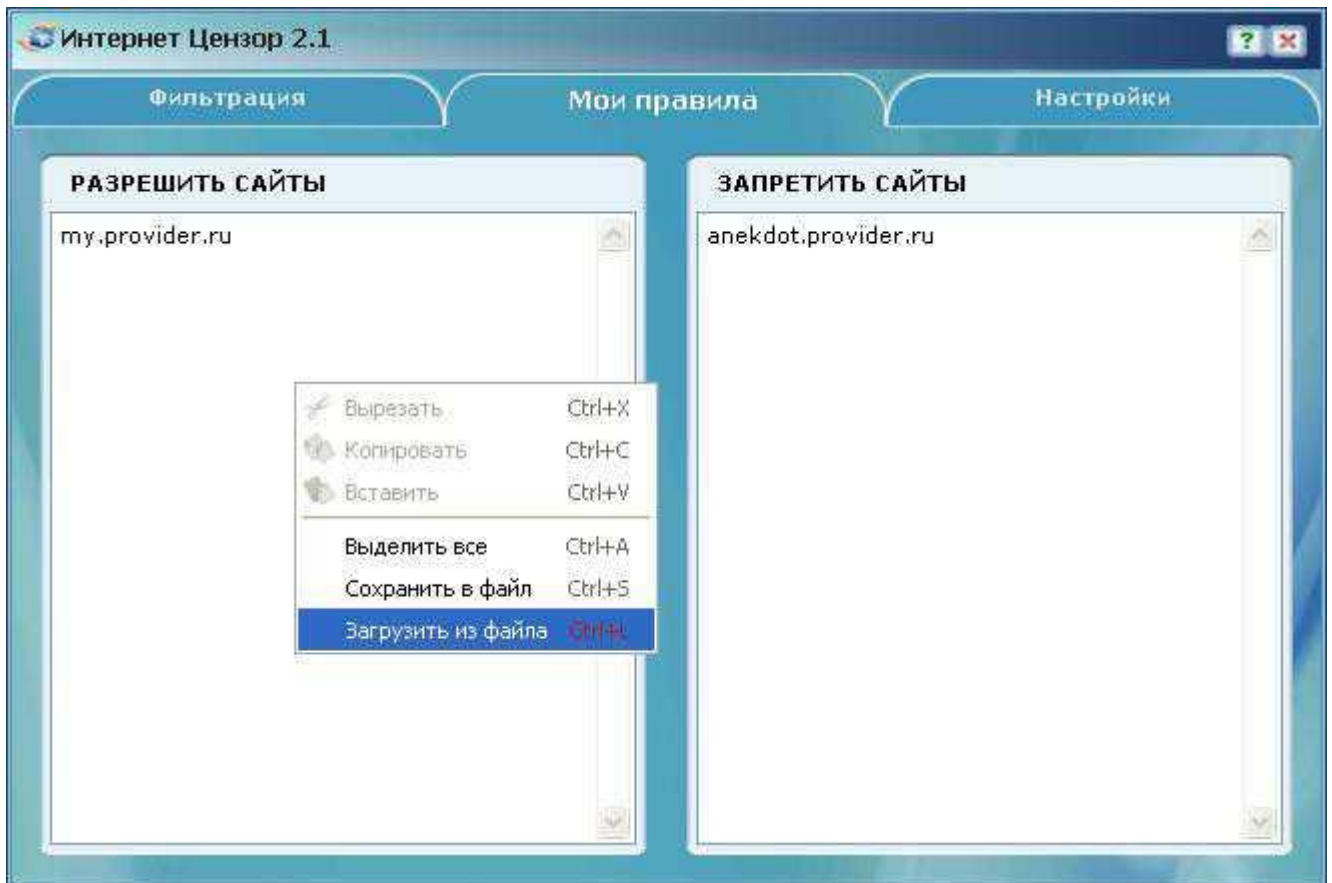 Интернет Цензор 2.1
?
Фильтрация
Мои правила
Настройки
РАЗРЕШИТЬ САЙТЫ
my.provider.ru
Вырезать Ctrl+X
Копировать Ctrl+C
Вставить Ctrl+V
Выделить все Ctrl+A
Сохранить в файл Ctrl+S
Загрузить из файла Ctrl+L
ЗАПРЕТИТЬ САЙТЫ
anekdot.provider.ru